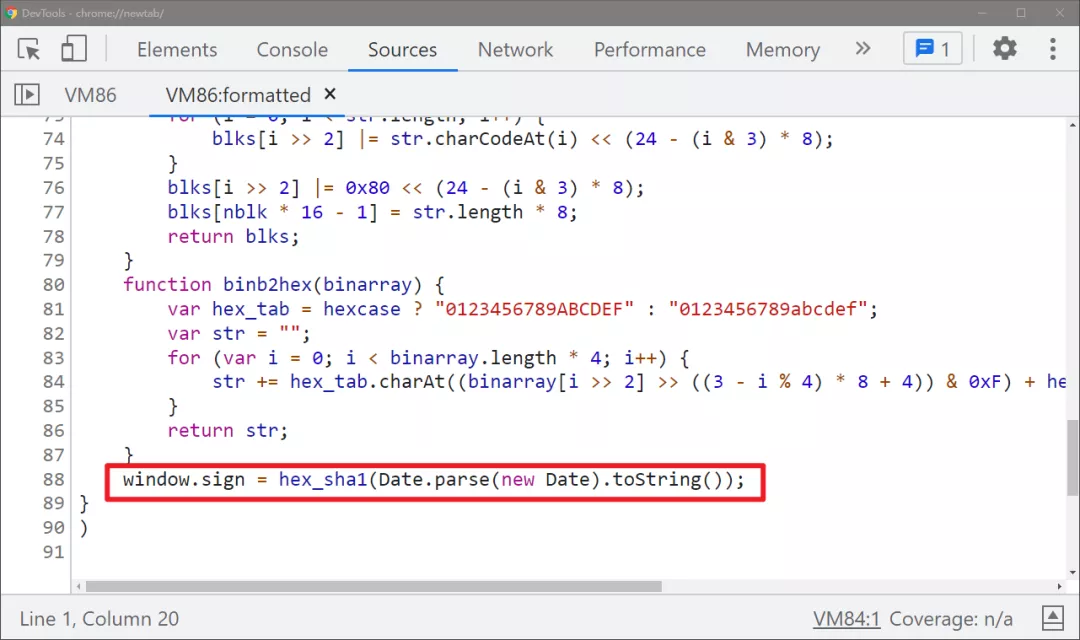 DevTools - chrome://newtab/
Elements Console Sources Network Performance Memory » 1
VM86 VM86:formatted ×
73 for (i = 0; i < str.length; i++) {
74 blks[i >> 2] |= str.charCodeAt(i) << (24 - (i & 3) * 8);
75 }
76 blks[i >> 2] |= 0x80 << (24 - (i & 3) * 8);
77 blks[nblk * 16 - 1] = str.length * 8;
78 return blks;
79 }
80 function binb2hex(binarray) {
81 var hex_tab = hexcase ? "0123456789ABCDEF" : "0123456789abcdef";
82 var str = "";
83 for (var i = 0; i < binarray.length * 4; i++) {
84 str += hex_tab.charAt((binarray[i >> 2] >> ((3 - i % 4) * 8 + 4)) & 0xF) + he
85 }
86 return str;
87 }
88 window.sign = hex_sha1(Date.parse(new Date).toString());
89 }
90 )
91
Line 1, Column 20 VM84:1 Coverage: n/a